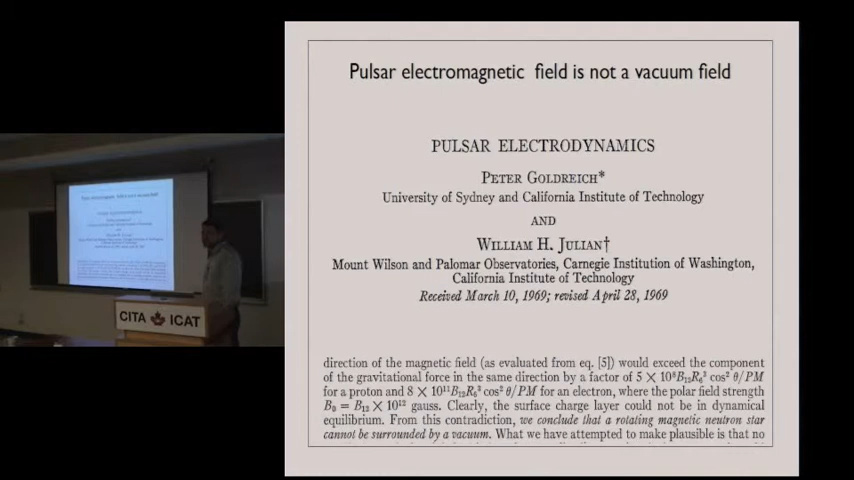 Pulsar electromagnetic field is not a vacuum field
PULSAR ELECTRODYNAMICS
PETER GOLDREICH*
University of Sydney and California Institute of Technology
AND
WILLIAM H. JULIAN†
Mount Wilson and Palomar Observatories, Carnegie Institution of Washington,
California Institute of Technology
Received March 10, 1969; revised April 28, 1969
direction of the magnetic field (as evaluated from eq. [5]) would exceed the component
of the gravitational force in the same direction by a factor of 5 × 10⁸B₁₂R₆³ cos² θ/PM
for a proton and 8 × 10¹¹B₁₂R₆³ cos² θ/PM for an electron, where the polar field strength
B₀ = B₁₂ × 10¹² gauss. Clearly, the surface charge layer could not be in dynamical
equilibrium. From this contradiction, we conclude that a rotating magnetic neutron star
cannot be surrounded by a vacuum. What we have attempted to make plausible is that no
CITA ICAT